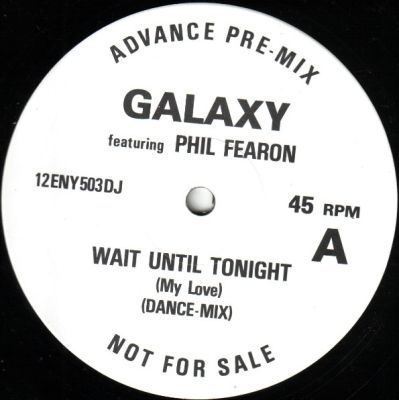 ADVANCE PRE-MIX
GALAXY
featuring PHIL FEARON
12ENY503DJ
45 RPM
A
WAIT UNTIL TONIGHT
(My Love)
(DANCE-MIX)
NOT FOR SALE